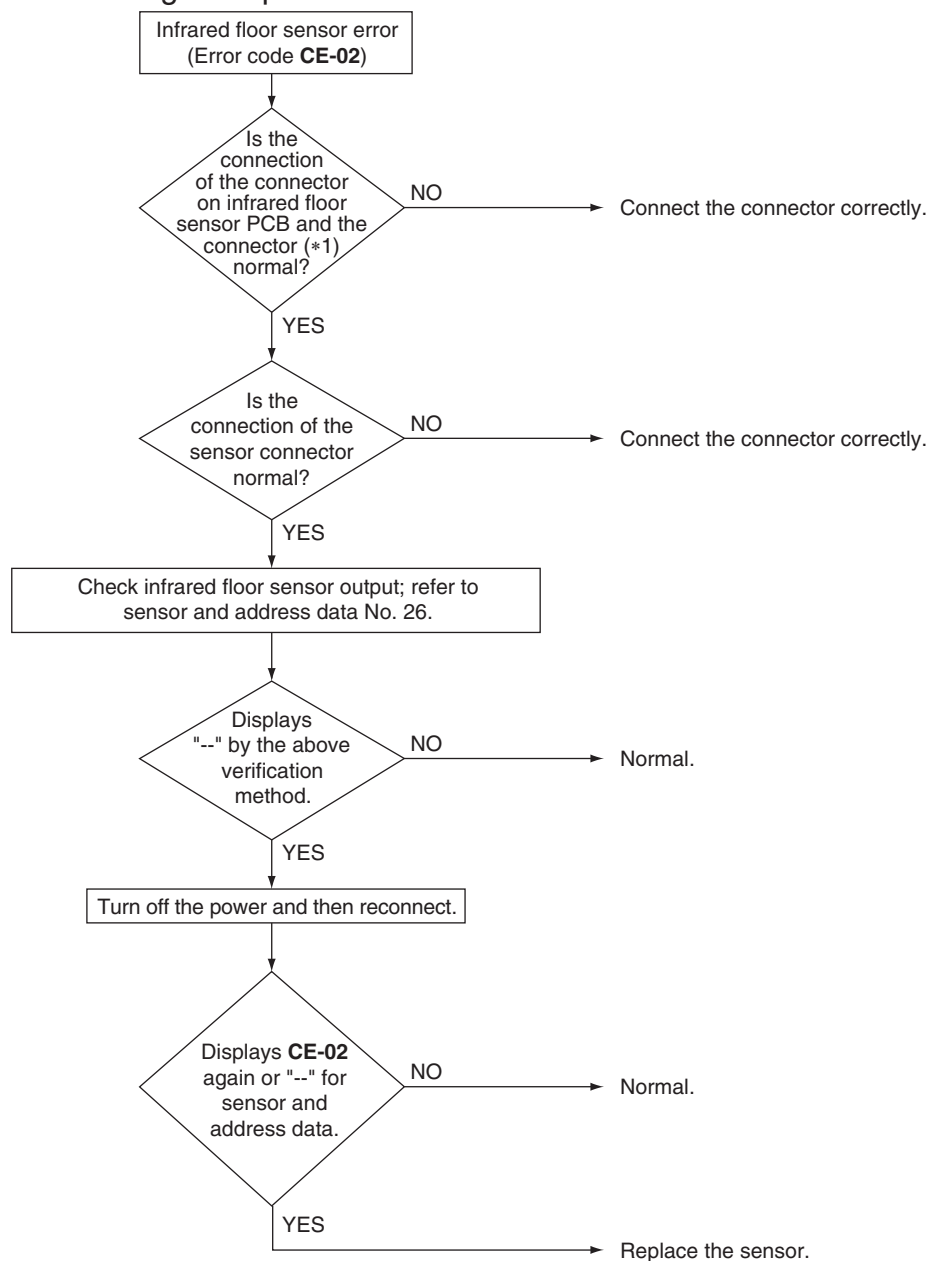 Infrared floor sensor error
(Error code CE-02)
Is the
connection
of the connector
on infrared floor
sensor PCB and the
connector (*1)
normal?
NO
Connect the connector correctly.
YES
Is the
connection of the
sensor connector
normal?
NO
Connect the connector correctly.
YES
Check infrared floor sensor output; refer to
sensor and address data No. 26.
Displays
"--" by the above
verification
method.
NO
Normal.
YES
Turn off the power and then reconnect.
Displays CE-02
again or "--" for
sensor and
address data.
NO
Normal.
YES
Replace the sensor.